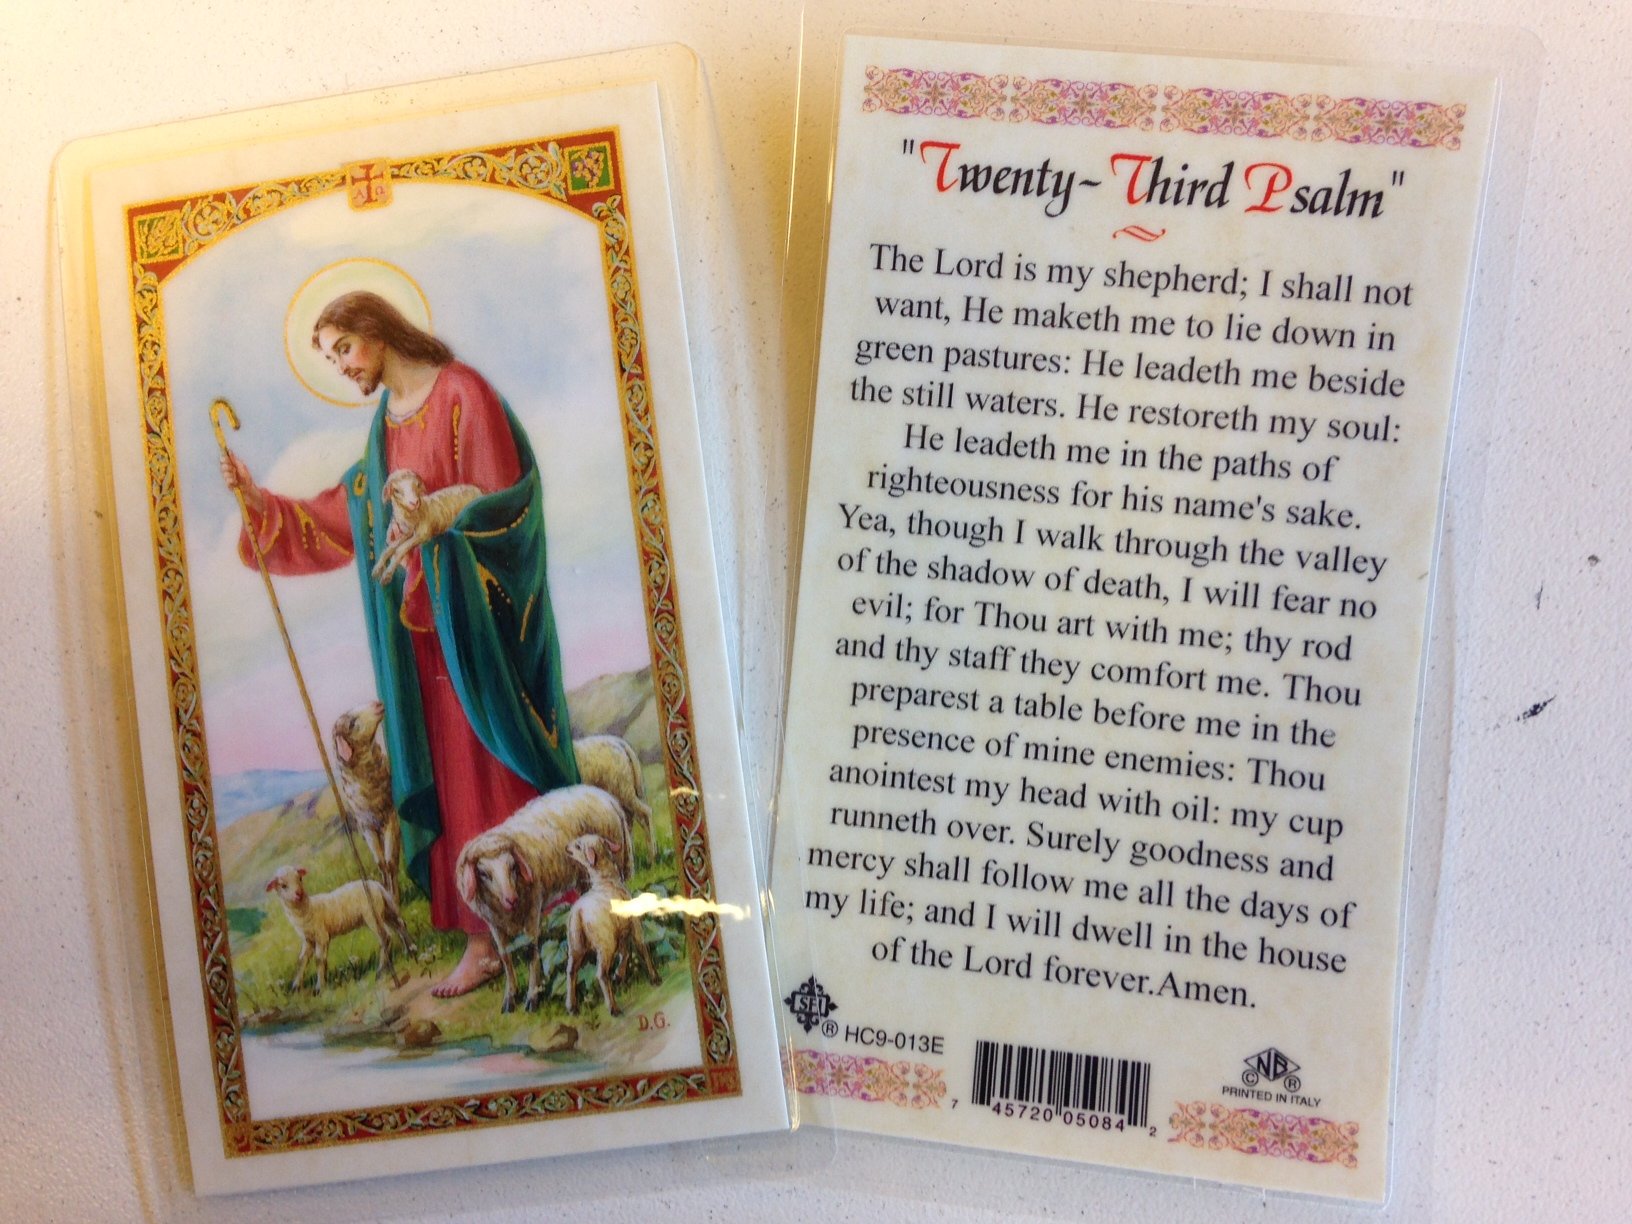 Α Ω
D.G.
"Twenty-Third Psalm"
The Lord is my shepherd; I shall not
want, He maketh me to lie down in
green pastures: He leadeth me beside
the still waters. He restoreth my soul:
He leadeth me in the paths of
righteousness for his name's sake.
Yea, though I walk through the valley
of the shadow of death, I will fear no
evil; for Thou art with me; thy rod
and thy staff they comfort me. Thou
preparest a table before me in the
presence of mine enemies: Thou
anointest my head with oil: my cup
runneth over. Surely goodness and
mercy shall follow me all the days of
my life; and I will dwell in the house
of the Lord forever.Amen.
SFI
® HC9-013E
7 45720 05084 2
NB
© ®
PRINTED IN ITALY